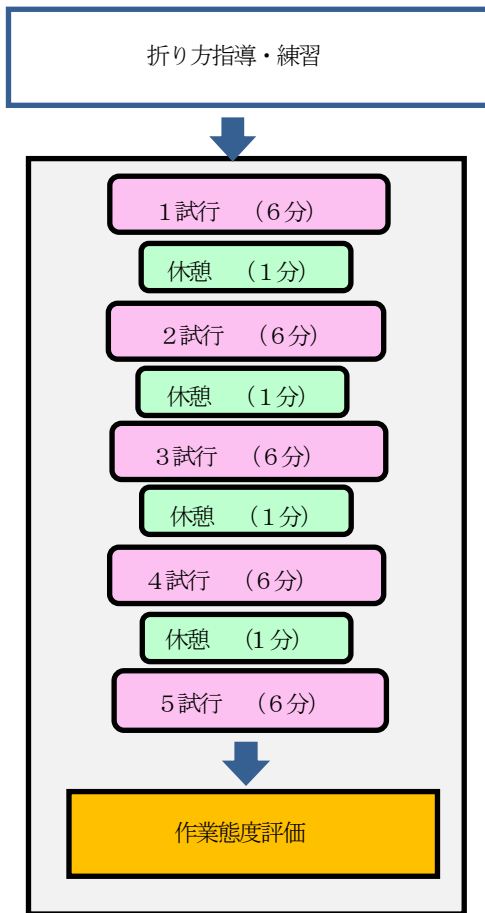 折り方指導・練習
１試行　（６分）
休憩　（１分）
２試行　（６分）
休憩　（１分）
３試行　（６分）
休憩　（１分）
４試行　（６分）
休憩　（１分）
５試行　（６分）
作業態度評価